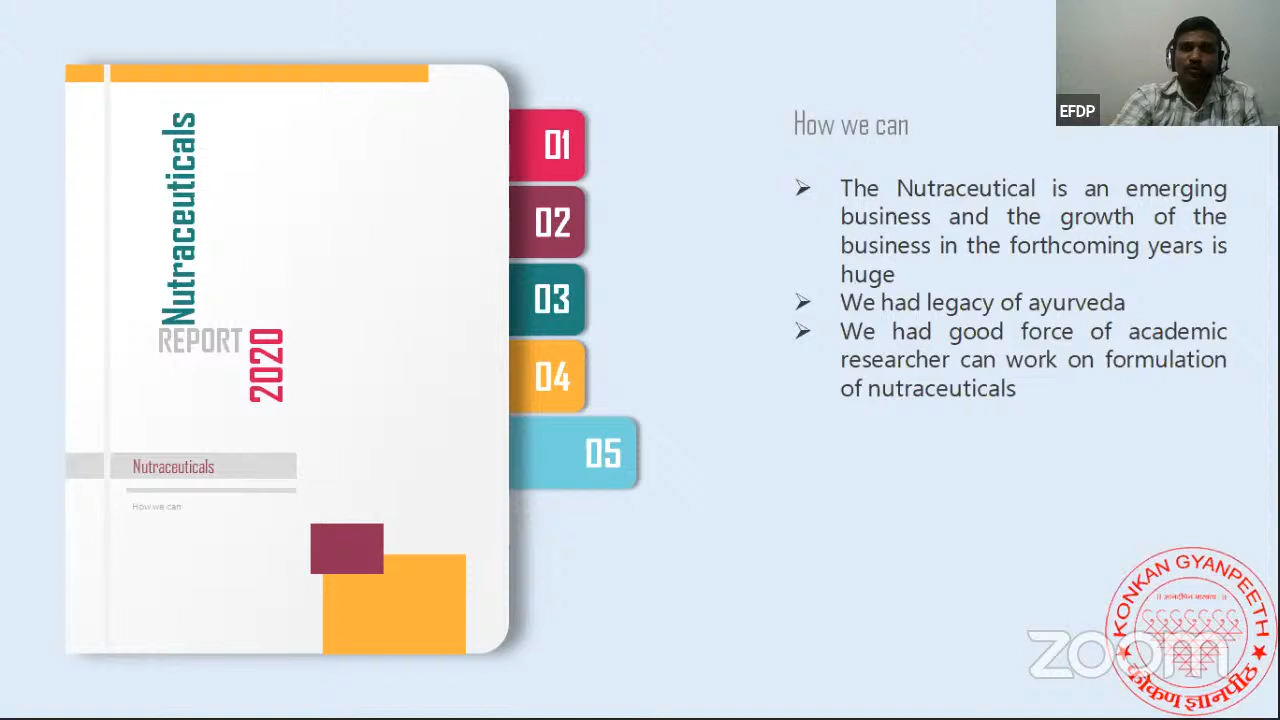 Nutraceuticals
REPORT
2020
Nutraceuticals
How we can
01
02
03
04
05
How we can
➢ The Nutraceutical is an emerging
business and the growth of the
business in the forthcoming years is
huge
➢ We had legacy of ayurveda
➢ We had good force of academic
researcher can work on formulation
of nutraceuticals
EFDP
KONKAN GYANPEETH
कोकण ज्ञानपीठ
zoom